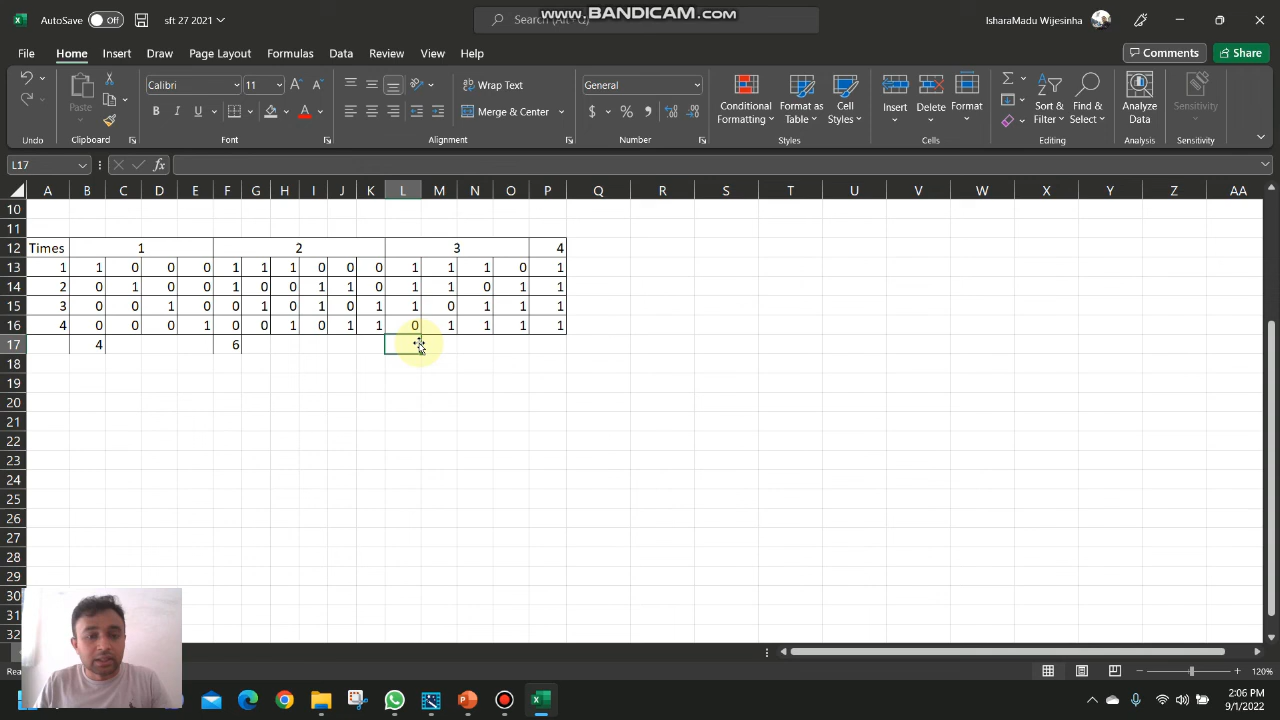 www.BANDICAM.com
AutoSave Off sft 27 2021 Search (Alt+Q) IsharaMadu Wijesinha
File Home Insert Draw Page Layout Formulas Data Review View Help Comments Share
Calibri 11 Wrap Text General
Paste Merge & Center Conditional Formatting Format as Table Cell Styles Insert Delete Format Sort & Filter Find & Select Analyze Data Sensitivity
Undo Clipboard Font Alignment Number Styles Cells Editing Analysis Sensitivity
L17 fx
A B C D E F G H I J K L M N O P Q R S T U V W X Y Z AA
10
11
12 Times 1 2 3 4
13 1 1 0 0 0 1 1 1 0 0 0 1 1 1 0 1
14 2 0 1 0 0 1 0 0 1 1 0 1 1 0 1 1
15 3 0 0 1 0 0 1 0 1 0 1 1 0 1 1 1
16 4 0 0 0 1 0 0 1 0 1 1 0 1 1 1 1
17 4 6
18
19
20
21
22
23
24
25
26
27
28
29
30
31
32
120%
2:06 PM
9/1/2022